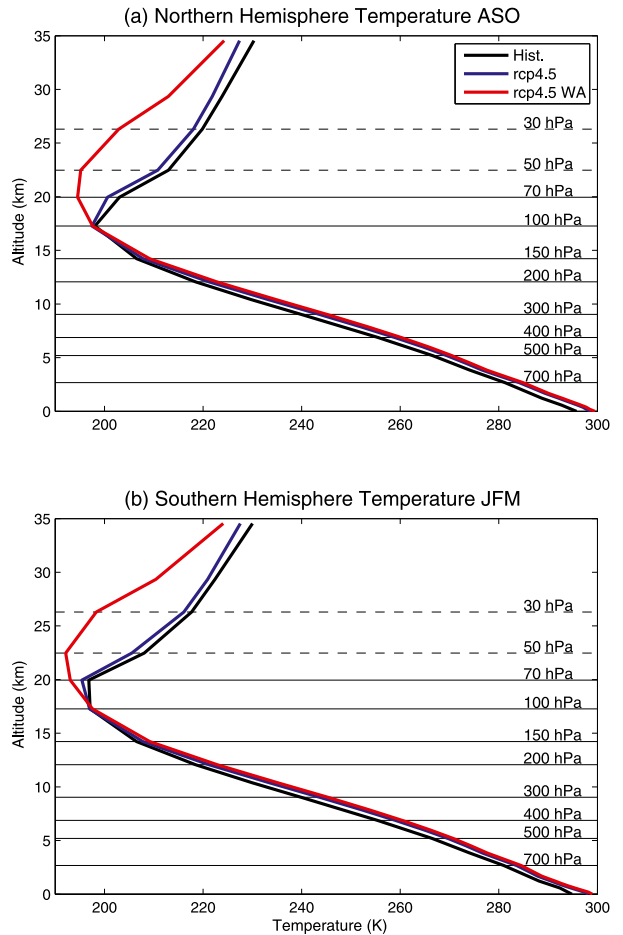 (a) Northern Hemisphere Temperature ASO
35
30
25
20
15
10
5
0
Altitude (km)
Hist.
rcp4.5
rcp4.5 WA
30 hPa
50 hPa
70 hPa
100 hPa
150 hPa
200 hPa
300 hPa
400 hPa
500 hPa
700 hPa
200 220 240 260 280 300
(b) Southern Hemisphere Temperature JFM
35
30
25
20
15
10
5
0
Altitude (km)
30 hPa
50 hPa
70 hPa
100 hPa
150 hPa
200 hPa
300 hPa
400 hPa
500 hPa
700 hPa
200 220 240 260 280 300
Temperature (K)